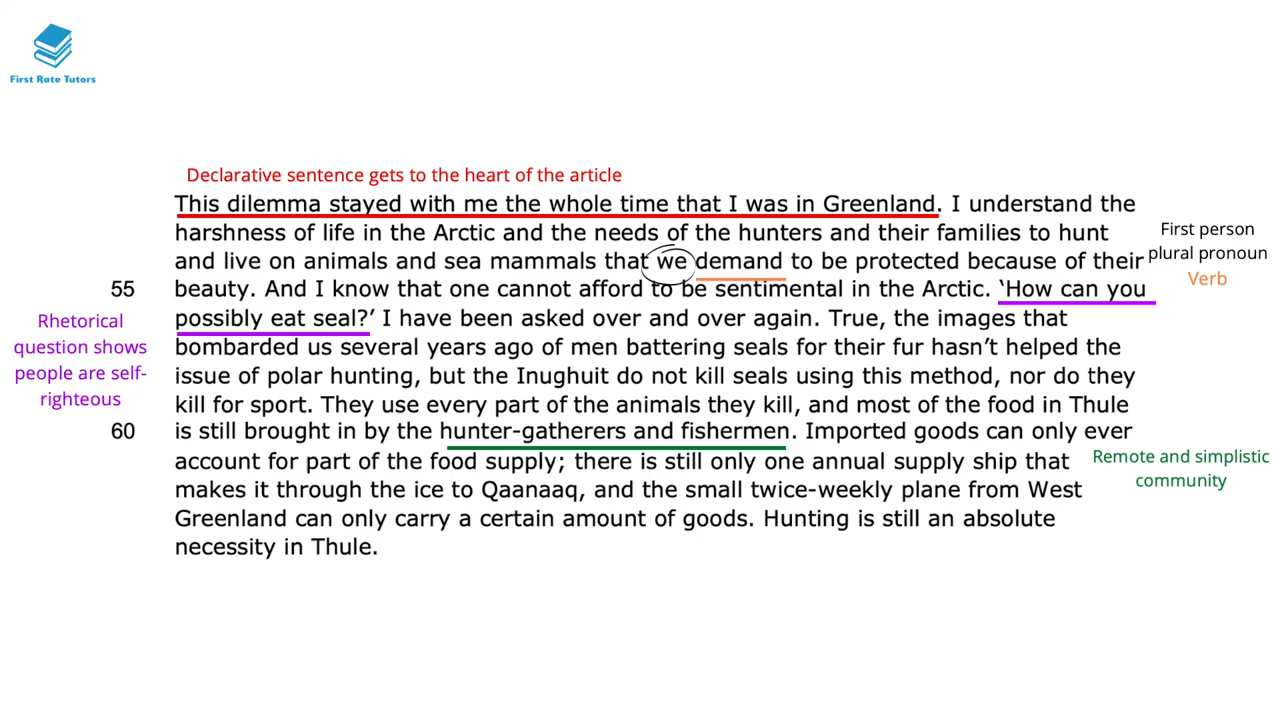 First Rate Tutors
Declarative sentence gets to the heart of the article
This dilemma stayed with me the whole time that I was in Greenland. I understand the
harshness of life in the Arctic and the needs of the hunters and their families to hunt
and live on animals and sea mammals that we demand to be protected because of their
55 beauty. And I know that one cannot afford to be sentimental in the Arctic. ‘How can you
possibly eat seal?’ I have been asked over and over again. True, the images that
bombarded us several years ago of men battering seals for their fur hasn’t helped the
issue of polar hunting, but the Inughuit do not kill seals using this method, nor do they
kill for sport. They use every part of the animals they kill, and most of the food in Thule
60 is still brought in by the hunter-gatherers and fishermen. Imported goods can only ever
account for part of the food supply; there is still only one annual supply ship that
makes it through the ice to Qaanaaq, and the small twice-weekly plane from West
Greenland can only carry a certain amount of goods. Hunting is still an absolute
necessity in Thule.
First person
plural pronoun
Verb
Rhetorical
question shows
people are self-
righteous
Remote and simplistic
community